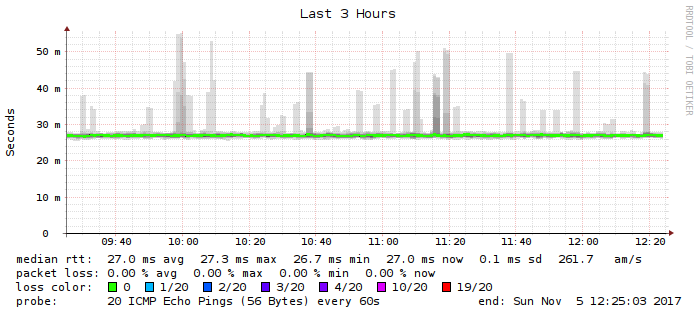 Last 3 Hours
RRDTOOL / TOBI OETIKER
Seconds
50 m
40 m
30 m
20 m
10 m
0
09:40 10:00 10:20 10:40 11:00 11:20 11:40 12:00 12:20
median rtt: 27.0 ms avg 27.3 ms max 26.7 ms min 27.0 ms now 0.1 ms sd 261.7 am/s
packet loss: 0.00 % avg 0.00 % max 0.00 % min 0.00 % now
loss color: 0 1/20 2/20 3/20 4/20 10/20 19/20
probe: 20 ICMP Echo Pings (56 Bytes) every 60s end: Sun Nov 5 12:25:03 2017